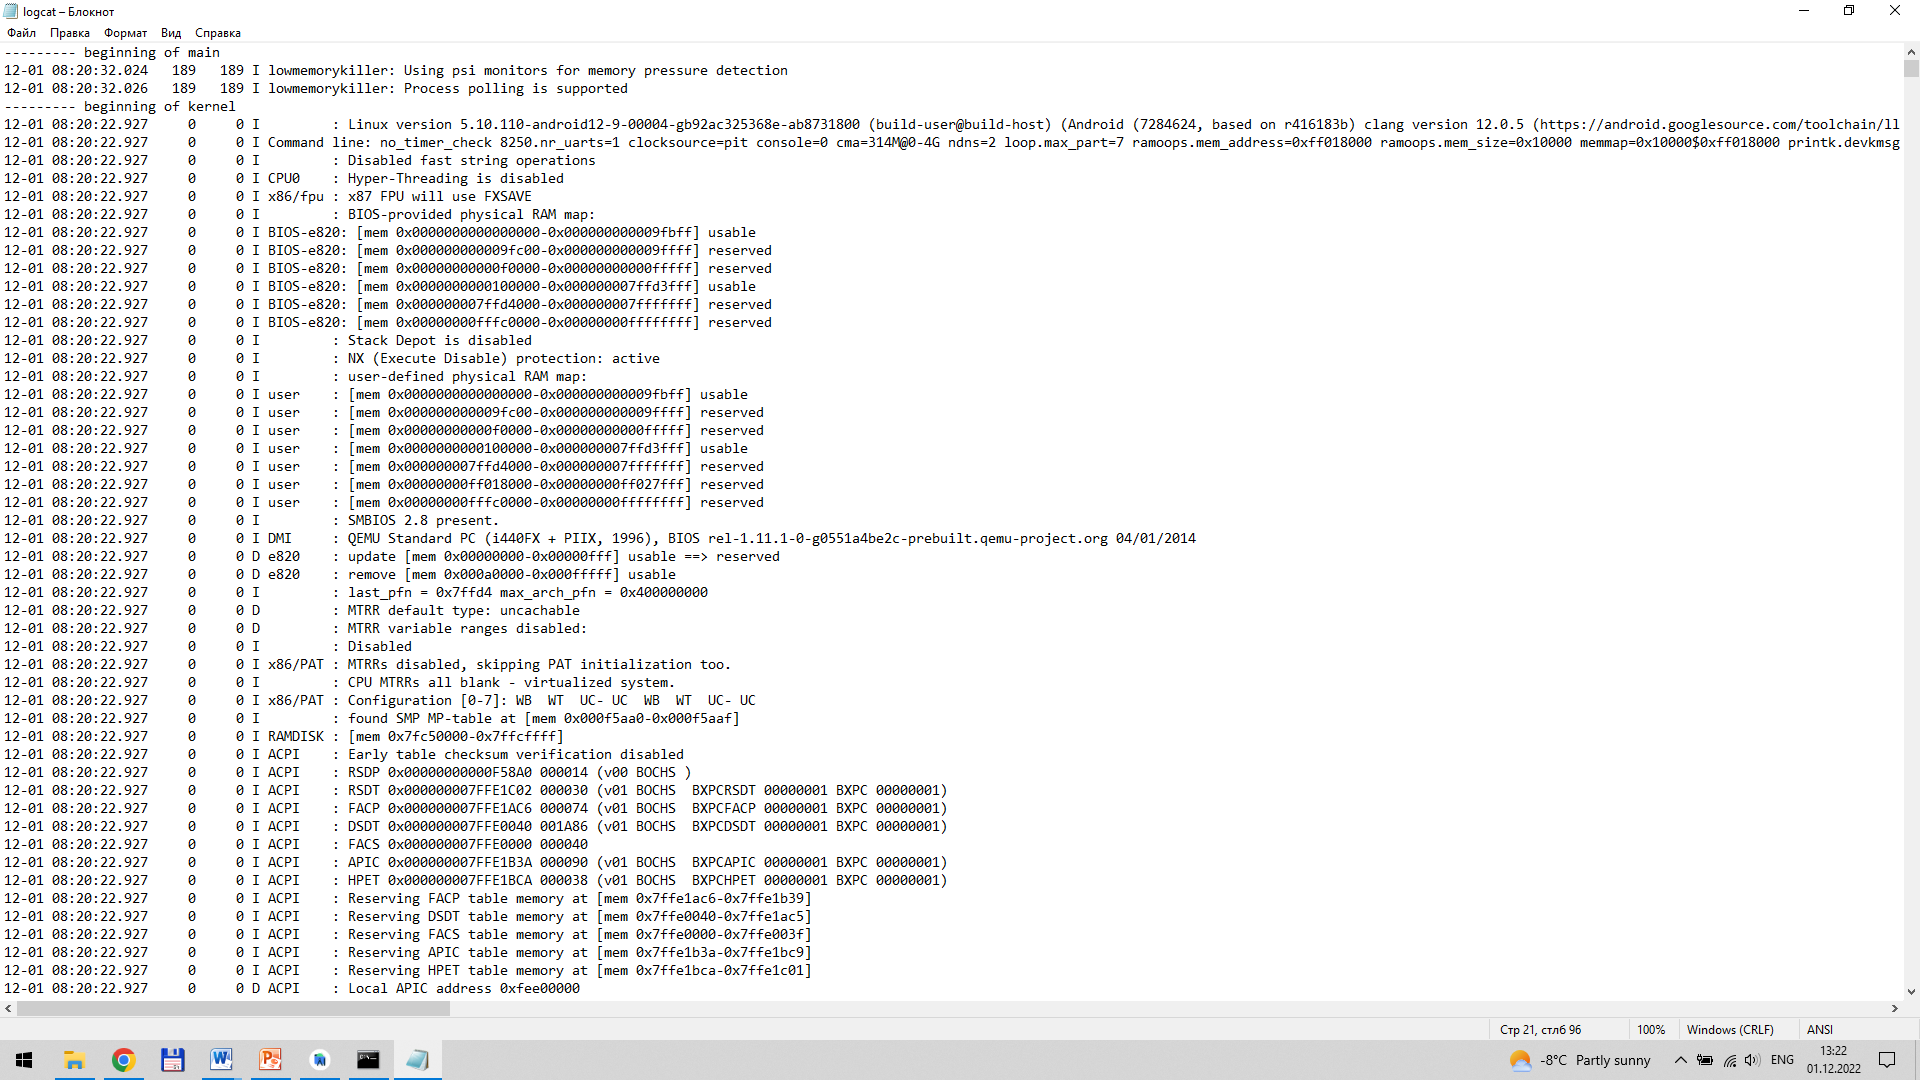 logcat – Блокнот
Файл Правка Формат Вид Справка
--------- beginning of main
12-01 08:20:32.024   189   189 I lowmemorykiller: Using psi monitors for memory pressure detection
12-01 08:20:32.026   189   189 I lowmemorykiller: Process polling is supported
--------- beginning of kernel
12-01 08:20:22.927     0     0 I         : Linux version 5.10.110-android12-9-00004-gb92ac325368e-ab8731800 (build-user@build-host) (Android (7284624, based on r416183b) clang version 12.0.5 (https://android.googlesource.com/toolchain/ll
12-01 08:20:22.927     0     0 I Command line: no_timer_check 8250.nr_uarts=1 clocksource=pit console=0 cma=314M@0-4G ndns=2 loop.max_part=7 ramoops.mem_address=0xff018000 ramoops.mem_size=0x10000 memmap=0x10000$0xff018000 printk.devkmsg
12-01 08:20:22.927     0     0 I         : Disabled fast string operations
12-01 08:20:22.927     0     0 I CPU0    : Hyper-Threading is disabled
12-01 08:20:22.927     0     0 I x86/fpu : x87 FPU will use FXSAVE
12-01 08:20:22.927     0     0 I         : BIOS-provided physical RAM map:
12-01 08:20:22.927     0     0 I BIOS-e820: [mem 0x0000000000000000-0x000000000009fbff] usable
12-01 08:20:22.927     0     0 I BIOS-e820: [mem 0x000000000009fc00-0x000000000009ffff] reserved
12-01 08:20:22.927     0     0 I BIOS-e820: [mem 0x00000000000f0000-0x00000000000fffff] reserved
12-01 08:20:22.927     0     0 I BIOS-e820: [mem 0x0000000000100000-0x000000007ffd3fff] usable
12-01 08:20:22.927     0     0 I BIOS-e820: [mem 0x000000007ffd4000-0x000000007fffffff] reserved
12-01 08:20:22.927     0     0 I BIOS-e820: [mem 0x00000000fffc0000-0x00000000ffffffff] reserved
12-01 08:20:22.927     0     0 I         : Stack Depot is disabled
12-01 08:20:22.927     0     0 I         : NX (Execute Disable) protection: active
12-01 08:20:22.927     0     0 I         : user-defined physical RAM map:
12-01 08:20:22.927     0     0 I user    : [mem 0x0000000000000000-0x000000000009fbff] usable
12-01 08:20:22.927     0     0 I user    : [mem 0x000000000009fc00-0x000000000009ffff] reserved
12-01 08:20:22.927     0     0 I user    : [mem 0x00000000000f0000-0x00000000000fffff] reserved
12-01 08:20:22.927     0     0 I user    : [mem 0x0000000000100000-0x000000007ffd3fff] usable
12-01 08:20:22.927     0     0 I user    : [mem 0x000000007ffd4000-0x000000007fffffff] reserved
12-01 08:20:22.927     0     0 I user    : [mem 0x00000000ff018000-0x00000000ff027fff] reserved
12-01 08:20:22.927     0     0 I user    : [mem 0x00000000fffc0000-0x00000000ffffffff] reserved
12-01 08:20:22.927     0     0 I         : SMBIOS 2.8 present.
12-01 08:20:22.927     0     0 I DMI     : QEMU Standard PC (i440FX + PIIX, 1996), BIOS rel-1.11.1-0-g0551a4be2c-prebuilt.qemu-project.org 04/01/2014
12-01 08:20:22.927     0     0 D e820    : update [mem 0x00000000-0x00000fff] usable ==> reserved
12-01 08:20:22.927     0     0 D e820    : remove [mem 0x000a0000-0x000fffff] usable
12-01 08:20:22.927     0     0 I         : last_pfn = 0x7ffd4 max_arch_pfn = 0x400000000
12-01 08:20:22.927     0     0 D         : MTRR default type: uncachable
12-01 08:20:22.927     0     0 D         : MTRR variable ranges disabled:
12-01 08:20:22.927     0     0 I         : Disabled
12-01 08:20:22.927     0     0 I x86/PAT : MTRRs disabled, skipping PAT initialization too.
12-01 08:20:22.927     0     0 I         : CPU MTRRs all blank - virtualized system.
12-01 08:20:22.927     0     0 I x86/PAT : Configuration [0-7]: WB  WT  UC- UC  WB  WT  UC- UC
12-01 08:20:22.927     0     0 I         : found SMP MP-table at [mem 0x000f5aa0-0x000f5aaf]
12-01 08:20:22.927     0     0 I RAMDISK : [mem 0x7fc50000-0x7ffcffff]
12-01 08:20:22.927     0     0 I ACPI    : Early table checksum verification disabled
12-01 08:20:22.927     0     0 I ACPI    : RSDP 0x00000000000F58A0 000014 (v00 BOCHS )
12-01 08:20:22.927     0     0 I ACPI    : RSDT 0x000000007FFE1C02 000030 (v01 BOCHS  BXPCRSDT 00000001 BXPC 00000001)
12-01 08:20:22.927     0     0 I ACPI    : FACP 0x000000007FFE1AC6 000074 (v01 BOCHS  BXPCFACP 00000001 BXPC 00000001)
12-01 08:20:22.927     0     0 I ACPI    : DSDT 0x000000007FFE0040 001A86 (v01 BOCHS  BXPCDSDT 00000001 BXPC 00000001)
12-01 08:20:22.927     0     0 I ACPI    : FACS 0x000000007FFE0000 000040
12-01 08:20:22.927     0     0 I ACPI    : APIC 0x000000007FFE1B3A 000090 (v01 BOCHS  BXPCAPIC 00000001 BXPC 00000001)
12-01 08:20:22.927     0     0 I ACPI    : HPET 0x000000007FFE1BCA 000038 (v01 BOCHS  BXPCHPET 00000001 BXPC 00000001)
12-01 08:20:22.927     0     0 I ACPI    : Reserving FACP table memory at [mem 0x7ffe1ac6-0x7ffe1b39]
12-01 08:20:22.927     0     0 I ACPI    : Reserving DSDT table memory at [mem 0x7ffe0040-0x7ffe1ac5]
12-01 08:20:22.927     0     0 I ACPI    : Reserving FACS table memory at [mem 0x7ffe0000-0x7ffe003f]
12-01 08:20:22.927     0     0 I ACPI    : Reserving APIC table memory at [mem 0x7ffe1b3a-0x7ffe1bc9]
12-01 08:20:22.927     0     0 I ACPI    : Reserving HPET table memory at [mem 0x7ffe1bca-0x7ffe1c01]
12-01 08:20:22.927     0     0 D ACPI    : Local APIC address 0xfee00000
Стр 21, стлб 96 100% Windows (CRLF) ANSI
-8°C Partly sunny ENG 13:22
01.12.2022